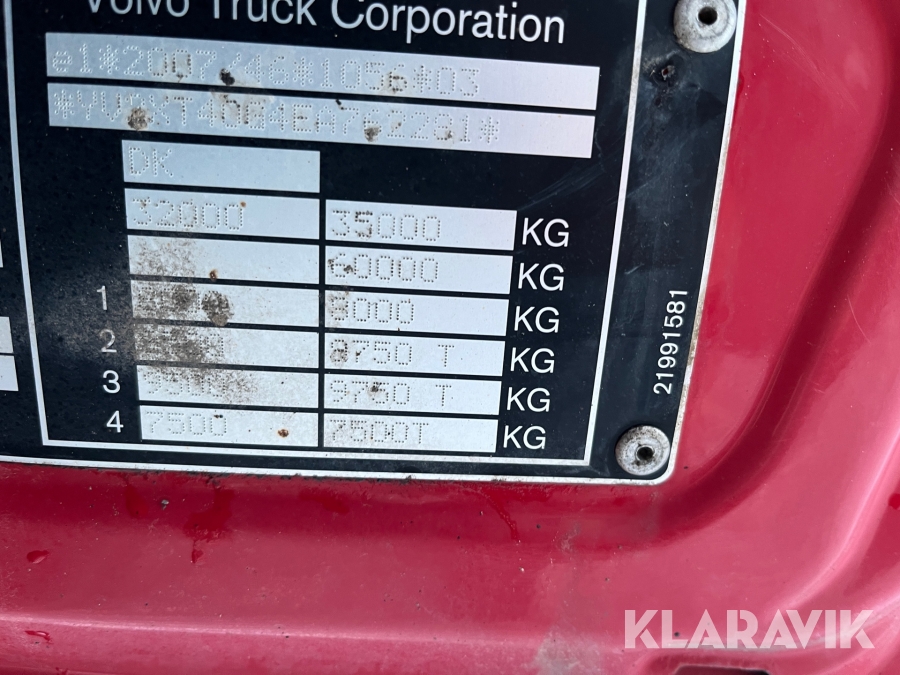 Volvo Truck Corporation
e1*2007/46*1056*03
DK
32000 35000 KG
60000 KG
1 8000 KG
2 9750 T KG
3 9750 T KG
4 7500 7500T KG
21991581
KLARAVIK